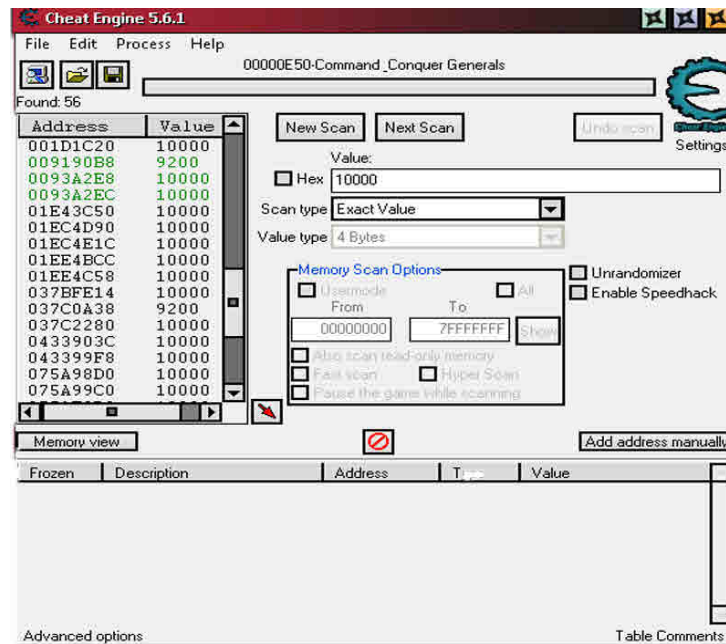 Cheat Engine 5.6.1
File Edit Process Help
00000E50-Command _Conquer Generals
Found: 56
Address Value
001D1C20 10000
009190B8 9200
0093A2E8 10000
0093A2EC 10000
01E43C50 10000
01EC4D90 10000
01EC4E1C 10000
01EE4BCC 10000
01EE4C58 10000
037BFE14 10000
037C0A38 9200
037C2280 10000
0433903C 10000
043399F8 10000
075A98D0 10000
075A99C0 10000
New Scan Next Scan Undo scan
Cheat Engine
Settings
Value:
Hex 10000
Scan type Exact Value
Value type 4 Bytes
Memory Scan Options
Usermode All
From To
00000000 7FFFFFFF Show
Also scan read-only memory
Fast scan Hyper Scan
Pause the game while scanning
Unrandomizer
Enable Speedhack
Memory view Add address manually
Frozen Description Address T Value
Advanced options Table Comments